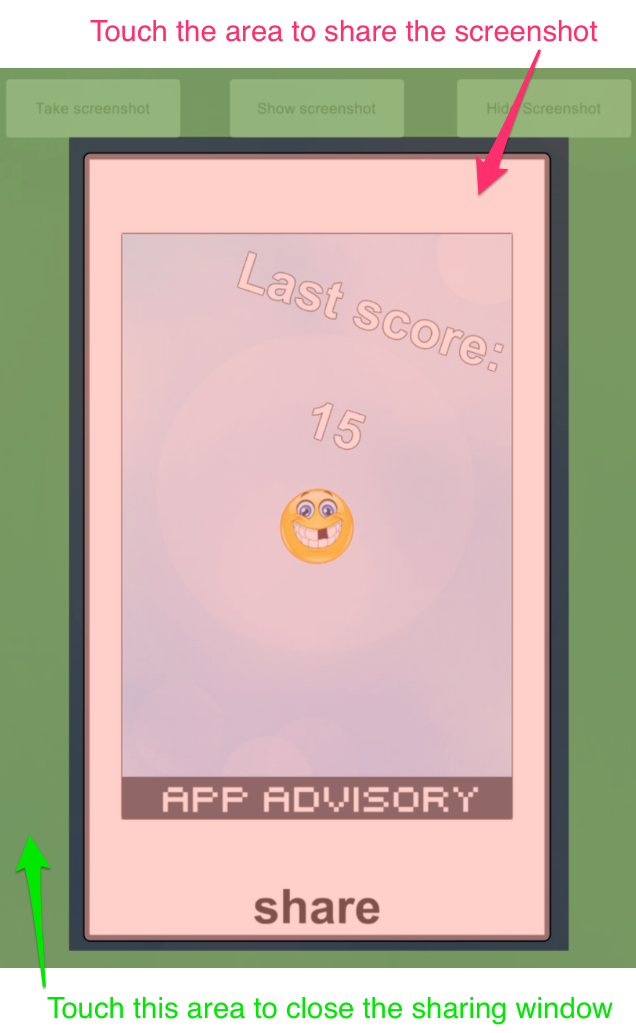 Touch the area to share the screenshot
Take screenshot
Show screenshot
Hide Screenshot
Last score:
15
APP ADVISORY
share
Touch this area to close the sharing window